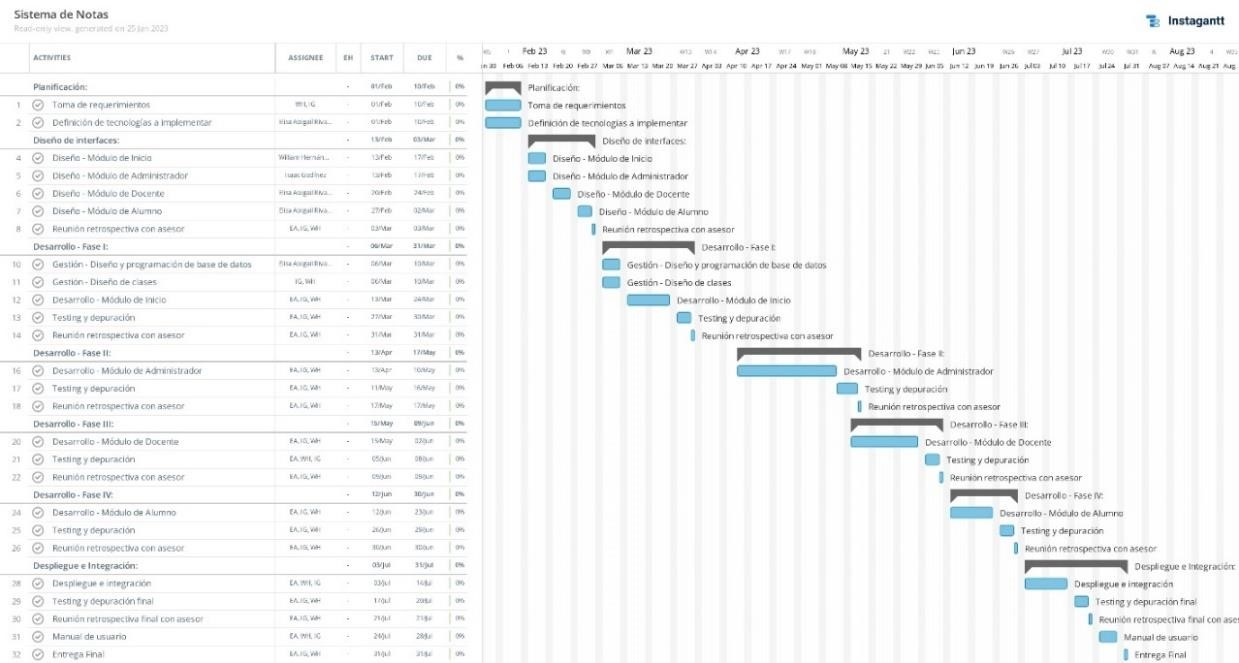 Sistema de Notas
Read-only view, generated on 25 Jan 2023
Instagantt
ACTIVITIES ASSIGNEE EH START DUE %
Feb 23 Mar 23 Apr 23 May 23 Jun 23 Jul 23 Aug 23
Planificación: - 01/Feb 10/Feb 0% Planificación:
1 Toma de requerimientos WH, IG - 01/Feb 10/Feb 0% Toma de requerimientos
2 Definición de tecnologías a implementar Elsa Abigail Riva... - 01/Feb 10/Feb 0% Definición de tecnologías a implementar
Diseño de interfaces: - 13/Feb 03/Mar 0% Diseño de interfaces:
4 Diseño - Módulo de Inicio William Hernán... - 13/Feb 17/Feb 0% Diseño - Módulo de Inicio
5 Diseño - Módulo de Administrador Isaac Godínez - 13/Feb 17/Feb 0% Diseño - Módulo de Administrador
6 Diseño - Módulo de Docente Elsa Abigail Riva... - 20/Feb 24/Feb 0% Diseño - Módulo de Docente
7 Diseño - Módulo de Alumno Elsa Abigail Riva... - 27/Feb 02/Mar 0% Diseño - Módulo de Alumno
8 Reunión retrospectiva con asesor EA, IG, WH - 03/Mar 03/Mar 0% Reunión retrospectiva con asesor
Desarrollo - Fase I: - 06/Mar 31/Mar 0% Desarrollo - Fase I:
10 Gestión - Diseño y programación de base de datos Elsa Abigail Riva... - 06/Mar 10/Mar 0% Gestión - Diseño y programación de base de datos
11 Gestión - Diseño de clases IG, WH - 06/Mar 10/Mar 0% Gestión - Diseño de clases
12 Desarrollo - Módulo de Inicio EA, IG, WH - 13/Mar 24/Mar 0% Desarrollo - Módulo de Inicio
13 Testing y depuración EA, IG, WH - 27/Mar 30/Mar 0% Testing y depuración
14 Reunión retrospectiva con asesor EA, IG, WH - 31/Mar 31/Mar 0% Reunión retrospectiva con asesor
Desarrollo - Fase II: - 13/Apr 17/May 0% Desarrollo - Fase II:
16 Desarrollo - Módulo de Administrador EA, IG, WH - 13/Apr 10/May 0% Desarrollo - Módulo de Administrador
17 Testing y depuración EA, IG, WH - 11/May 16/May 0% Testing y depuración
18 Reunión retrospectiva con asesor EA, IG, WH - 17/May 17/May 0% Reunión retrospectiva con asesor
Desarrollo - Fase III: - 15/May 09/Jun 0% Desarrollo - Fase III:
20 Desarrollo - Módulo de Docente EA, IG, WH - 15/May 02/Jun 0% Desarrollo - Módulo de Docente
21 Testing y depuración EA, WH, IG - 05/Jun 08/Jun 0% Testing y depuración
22 Reunión retrospectiva con asesor EA, IG, WH - 09/Jun 09/Jun 0% Reunión retrospectiva con asesor
Desarrollo - Fase IV: - 12/Jun 30/Jun 0% Desarrollo - Fase IV:
24 Desarrollo - Módulo de Alumno EA, IG, WH - 12/Jun 23/Jun 0% Desarrollo - Módulo de Alumno
25 Testing y depuración EA, IG, WH - 26/Jun 29/Jun 0% Testing y depuración
26 Reunión retrospectiva con asesor EA, IG, WH - 30/Jun 30/Jun 0% Reunión retrospectiva con asesor
Despliegue e Integración: - 03/Jul 31/Jul 0% Despliegue e Integración:
28 Despliegue e integración EA, WH, IG - 03/Jul 14/Jul 0% Despliegue e integración
29 Testing y depuración final EA, IG, WH - 17/Jul 20/Jul 0% Testing y depuración final
30 Reunión retrospectiva final con asesor EA, IG, WH - 21/Jul 21/Jul 0% Reunión retrospectiva final con ases
31 Manual de usuario EA, WH, IG - 24/Jul 28/Jul 0% Manual de usuario
32 Entrega Final EA, IG, WH - 31/Jul 31/Jul 0% Entrega Final